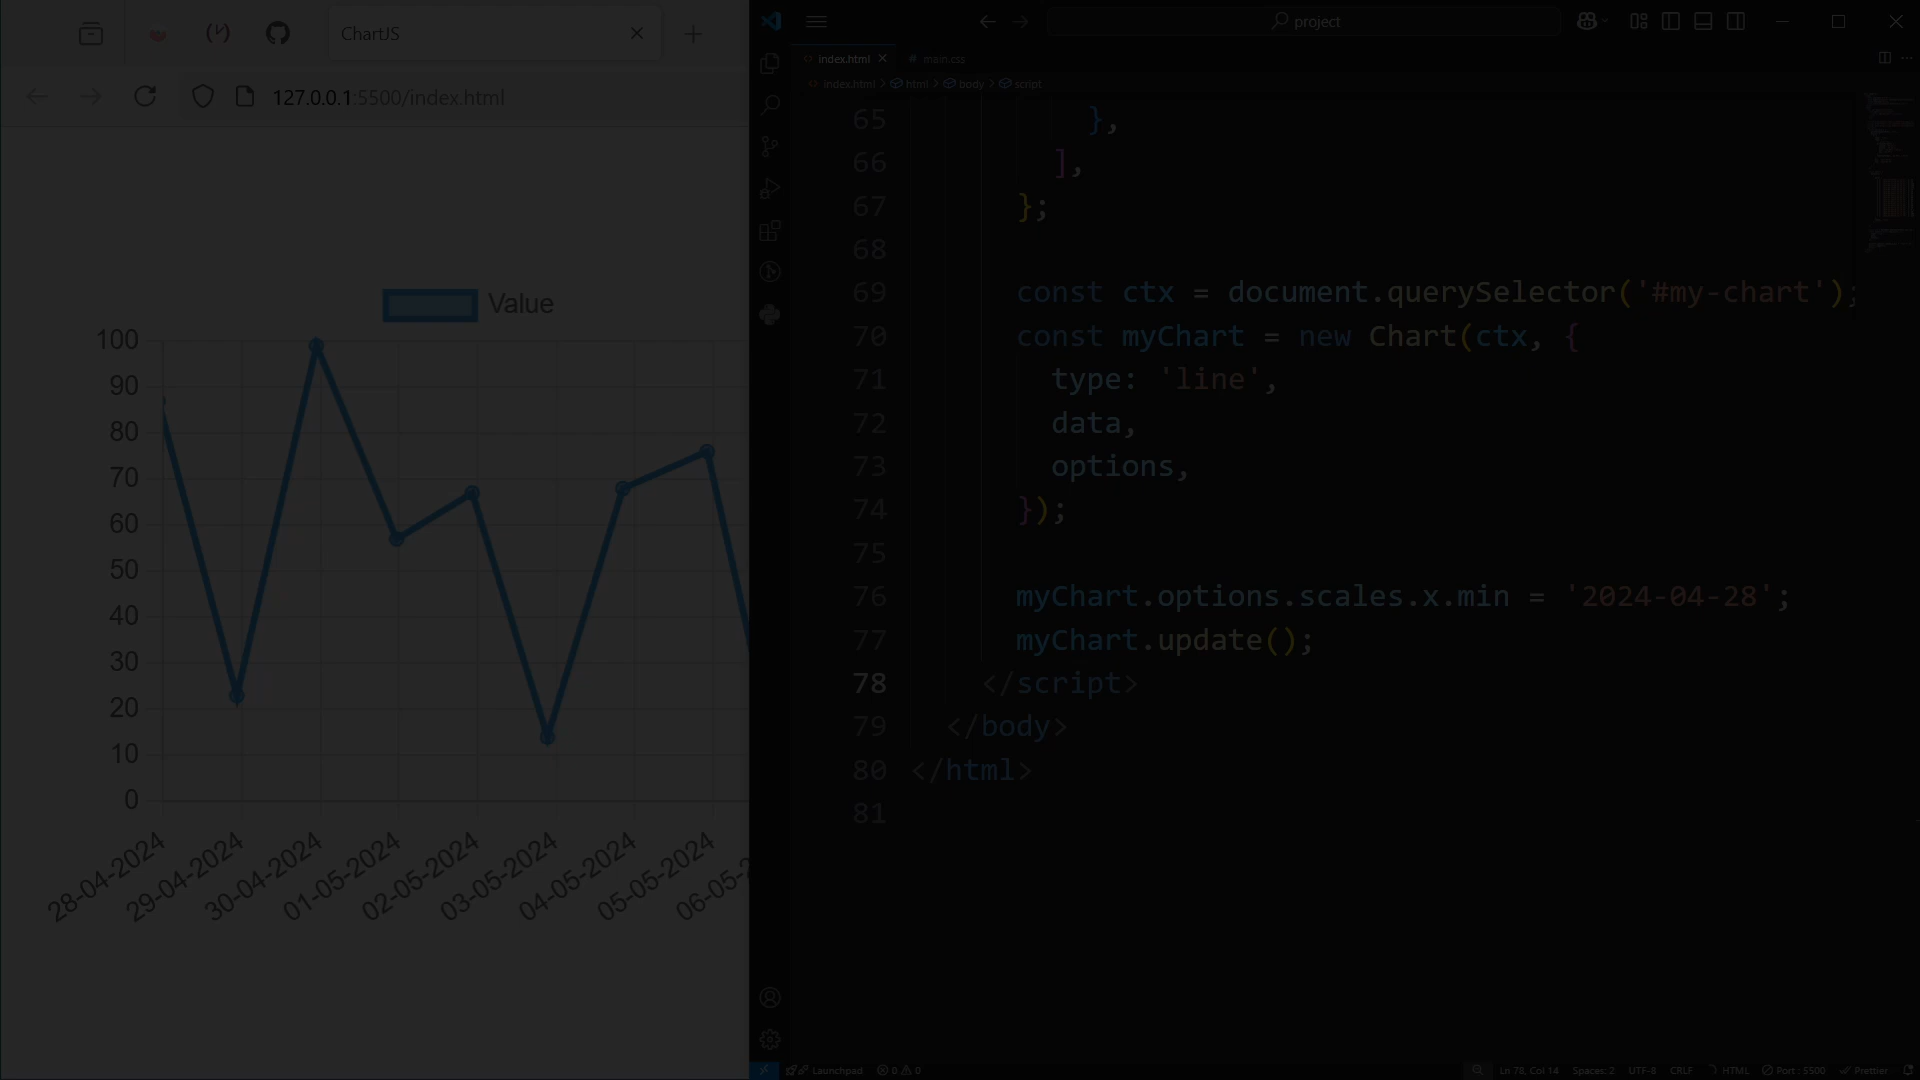 ChartJS
127.0.0.1:5500/index.html
Value
100
90
80
70
60
50
40
30
20
10
0
28-04-2024
29-04-2024
30-04-2024
01-05-2024
02-05-2024
03-05-2024
04-05-2024
05-05-2024
06-05-
project
index.html
main.css
index.html > html > body > script
65 },
66 ],
67 };
68
69 const ctx = document.querySelector('#my-chart');
70 const myChart = new Chart(ctx, {
71 type: 'line',
72 data,
73 options,
74 });
75
76 myChart.options.scales.x.min = '2024-04-28';
77 myChart.update();
78 </script>
79 </body>
80 </html>
81
Launchpad 0 0 Ln 78, Col 14 Spaces: 2 UTF-8 CRLF HTML Port : 5500 Prettier